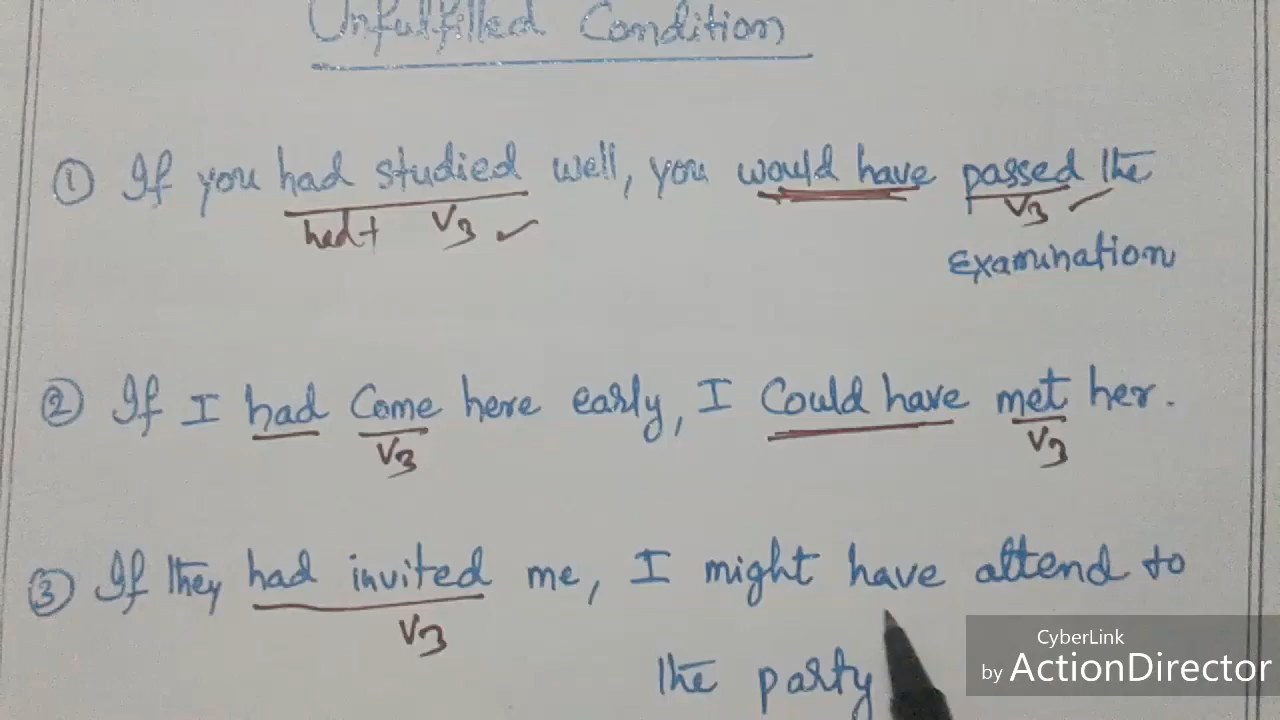 Unfulfilled Condition
① If you had studied well, you would have passed the
had+ V3 ✓ V3 ✓
Examination
② If I had Come here early, I Could have met her.
V3 V3
③ If they had invited me, I might have attend to
V3
the party
CyberLink
by ActionDirector